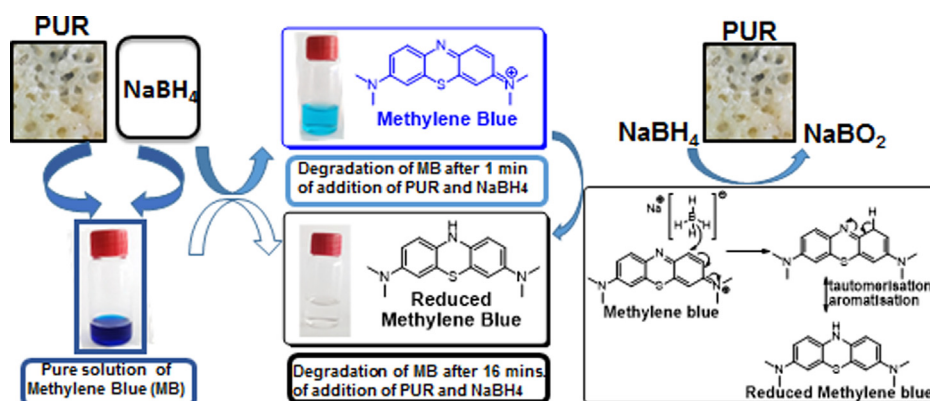 PUR
NaBH4
Pure solution of
Methylene Blue (MB)
N
N
S
N
⊕
Methylene Blue
Degradation of MB after 1 min
of addition of PUR and NaBH4
H
N
N
S
N
Reduced
Methylene Blue
Degradation of MB after 16 mins.
of addition of PUR and NaBH4
PUR
NaBH4
NaBO2
Na⊕
H
H
B
H
H
⊖
N
N
S
N
⊕
Methylene blue
H
N
N
S
N
tautomerisation
aromatisation
H
N
N
S
N
Reduced Methylene blue